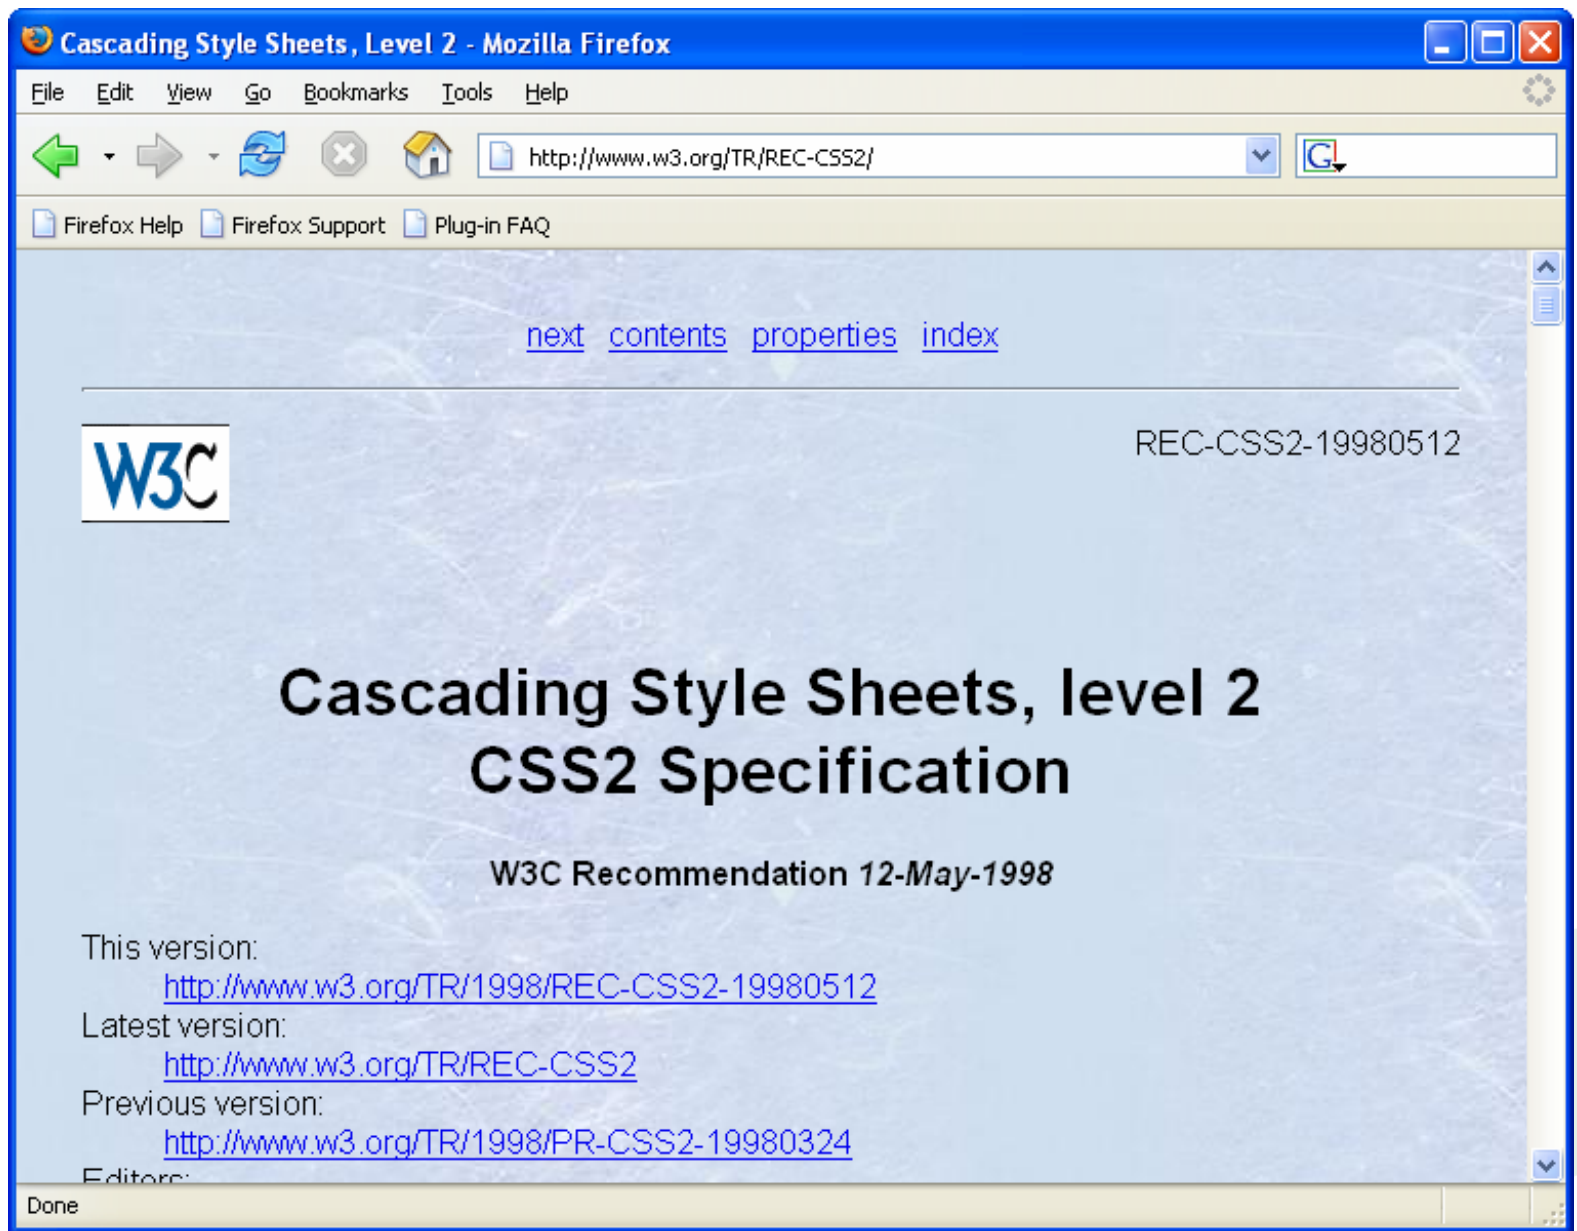 Cascading Style Sheets, Level 2 - Mozilla Firefox
File Edit View Go Bookmarks Tools Help
http://www.w3.org/TR/REC-CSS2/ G
Firefox Help Firefox Support Plug-in FAQ
next contents properties index
W3C REC-CSS2-19980512
Cascading Style Sheets, level 2
CSS2 Specification
W3C Recommendation 12-May-1998
This version:
http://www.w3.org/TR/1998/REC-CSS2-19980512
Latest version:
http://www.w3.org/TR/REC-CSS2
Previous version:
http://www.w3.org/TR/1998/PR-CSS2-19980324
Editors:
Done